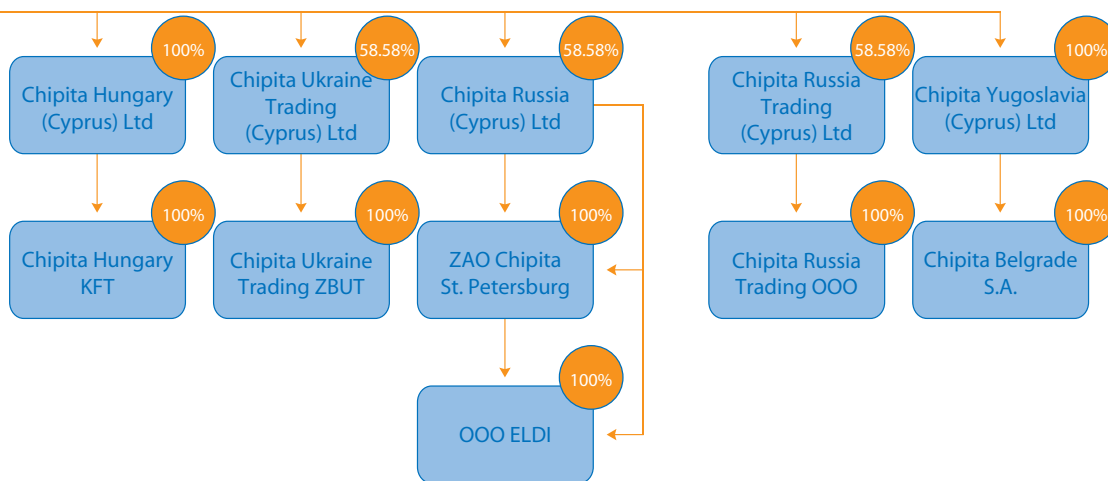 100%
58.58%
58.58%
58.58%
100%
Chipita Hungary
(Cyprus) Ltd
Chipita Ukraine
Trading
(Cyprus) Ltd
Chipita Russia
(Cyprus) Ltd
Chipita Russia
Trading
(Cyprus) Ltd
Chipita Yugoslavia
(Cyprus) Ltd
100%
100%
100%
100%
100%
Chipita Hungary
KFT
Chipita Ukraine
Trading ZBUT
ZAO Chipita
St. Petersburg
Chipita Russia
Trading OOO
Chipita Belgrade
S.A.
100%
OOO ELDI